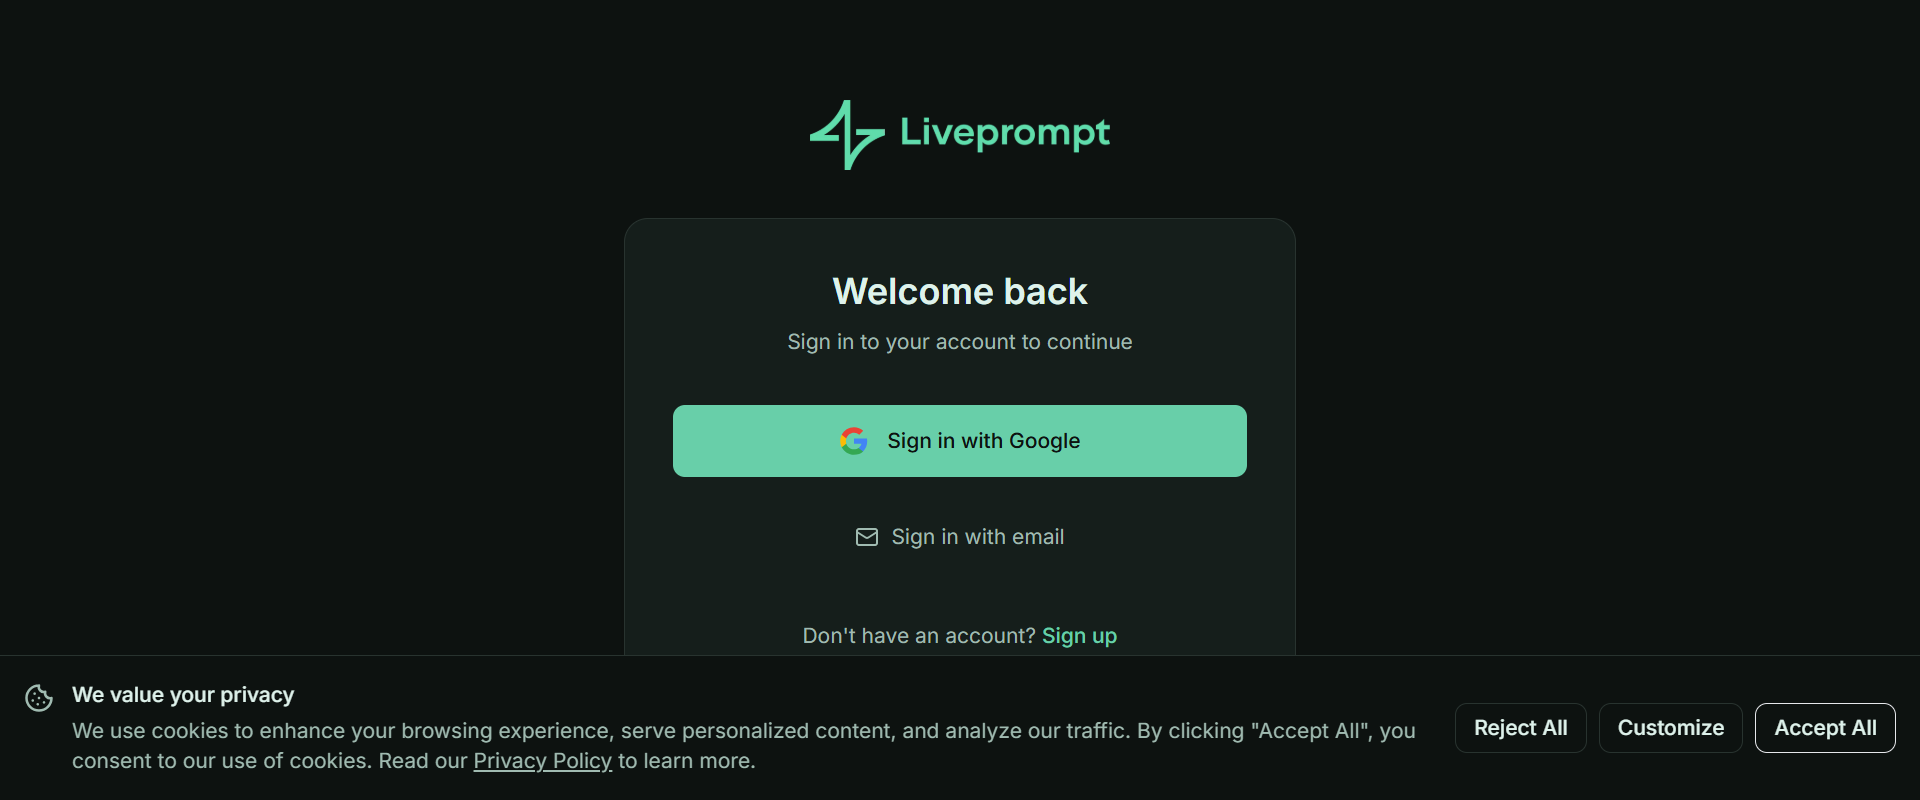 Liveprompt
Welcome back
Sign in to your account to continue
Sign in with Google
Sign in with email
Don't have an account? Sign up
We value your privacy
We use cookies to enhance your browsing experience, serve personalized content, and analyze our traffic. By clicking "Accept All", you
consent to our use of cookies. Read our Privacy Policy to learn more.
Reject All
Customize
Accept All